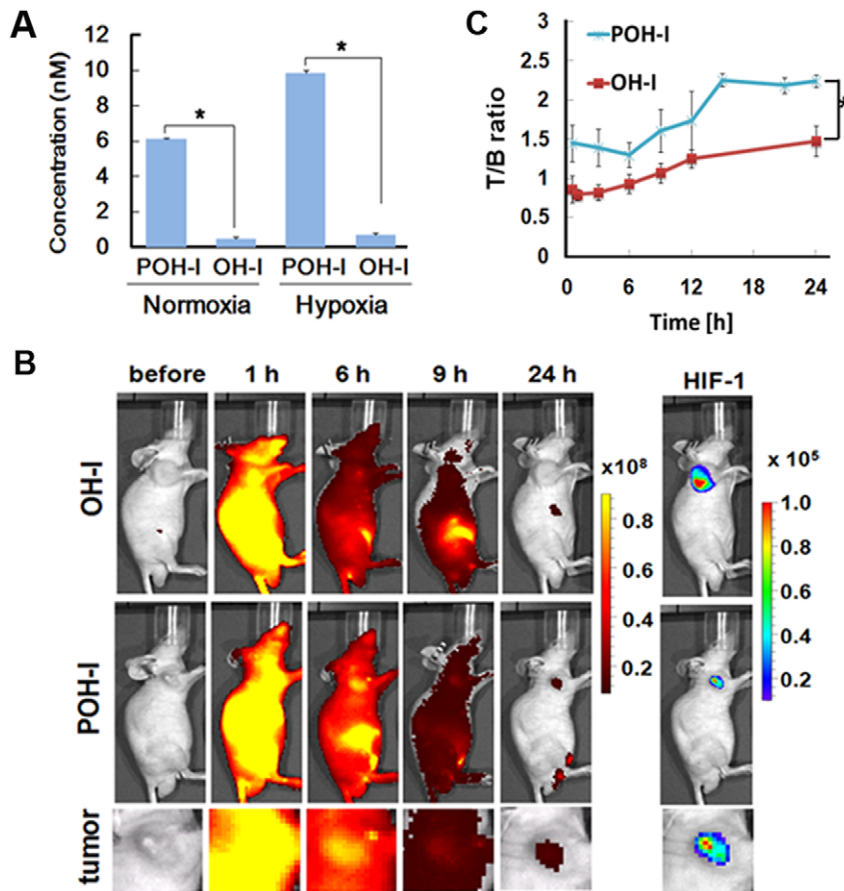 A
Concentration (nM)
12
10
8
6
4
2
0
*
*
POH-I OH-I POH-I OH-I
Normoxia Hypoxia
C
T/B ratio
3
2.5
2
1.5
1
0.5
0
POH-I
OH-I
*
0 6 12 18 24
Time [h]
B
before 1 h 6 h 9 h 24 h HIF-1
OH-I
POH-I
tumor
x10⁸
0.8
0.6
0.4
0.2
x 10⁵
1.0
0.8
0.6
0.4
0.2